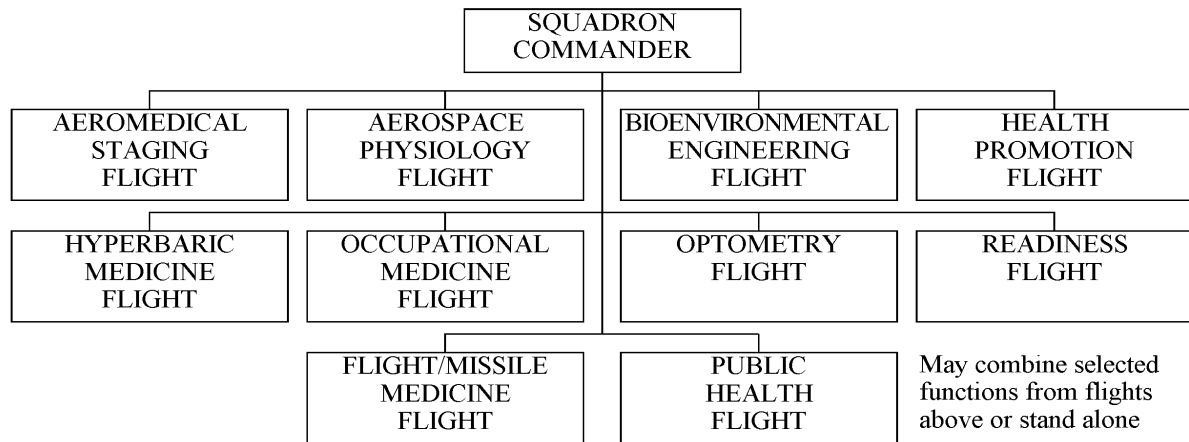 SQUADRON
COMMANDER
AEROMEDICAL
STAGING
FLIGHT
AEROSPACE
PHYSIOLOGY
FLIGHT
BIOENVIRONMENTAL
ENGINEERING
FLIGHT
HEALTH
PROMOTION
FLIGHT
HYPERBARIC
MEDICINE
FLIGHT
OCCUPATIONAL
MEDICINE
FLIGHT
OPTOMETRY
FLIGHT
READINESS
FLIGHT
FLIGHT/MISSILE
MEDICINE
FLIGHT
PUBLIC
HEALTH
FLIGHT
May combine selected
functions from flights
above or stand alone